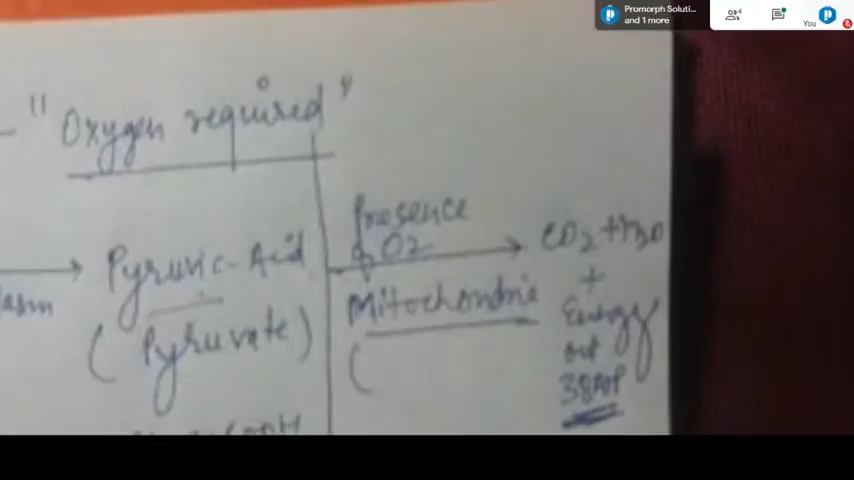 Promorph Soluti...
and 1 more
4
You
"Oxygen required"
Presence
of O2
Pyruvic-Acid
CO2+H2O
+
Mitochondria
Energy
(Pyruvate)
(
38ATP